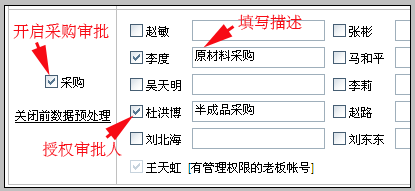 开启采购审批
填写描述
赵敏
张彬
李度 原材料采购
马和平
采购
吴天明
李莉
关闭前数据预处理
杜洪博 半成品采购
赵路
授权审批人
刘北海
刘东东
王天虹 [有管理权限的老板帐号]